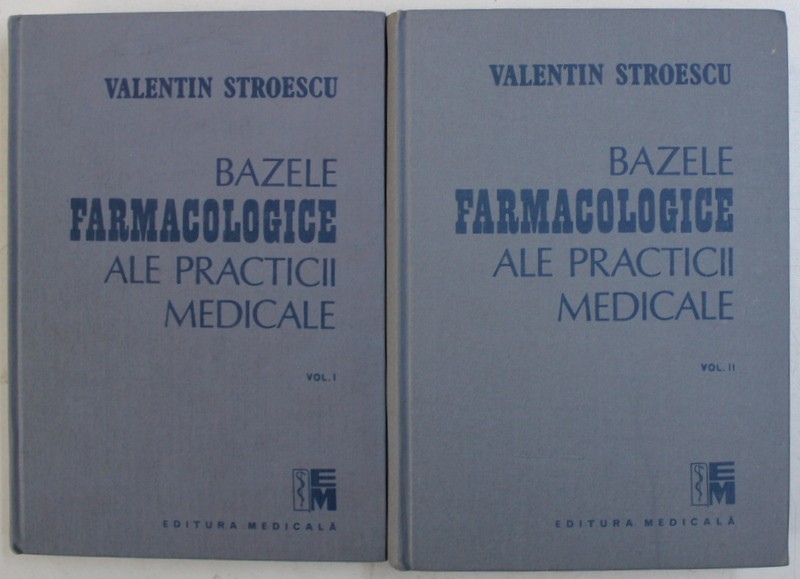 VALENTIN STROESCU
BAZELE
FARMACOLOGICE
ALE PRACTICII
MEDICALE
VOL. I
EM
EDITURA MEDICALĂ
VALENTIN STROESCU
BAZELE
FARMACOLOGICE
ALE PRACTICII
MEDICALE
VOL. II
EM
EDITURA MEDICALĂ